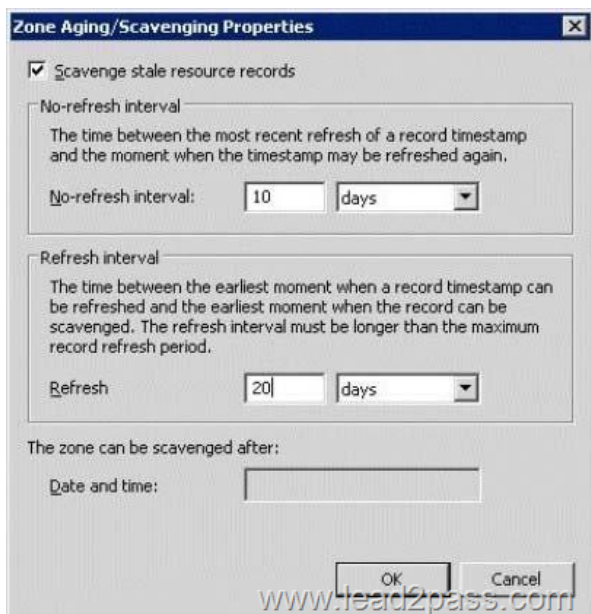 Zone Aging/Scavenging Properties
Scavenge stale resource records
No-refresh interval
The time between the most recent refresh of a record timestamp
and the moment when the timestamp may be refreshed again.
No-refresh interval: 10 days
Refresh interval
The time between the earliest moment when a record timestamp can
be refreshed and the earliest moment when the record can be
scavenged. The refresh interval must be longer than the maximum
record refresh period.
Refresh 20 days
The zone can be scavenged after:
Date and time:
OK Cancel
www.lead2pass.com